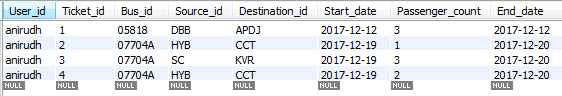 User_id Ticket_id Bus_id Source_id Destination_id Start_date Passenger_count End_date
anirudh 1 05818 DBB APDJ 2017-12-12 3 2017-12-12
anirudh 2 07704A HYB CCT 2017-12-19 1 2017-12-20
anirudh 3 07704A SC KVR 2017-12-19 3 2017-12-20
anirudh 4 07704A HYB CCT 2017-12-19 2 2017-12-20
NULL NULL NULL NULL NULL NULL NULL NULL